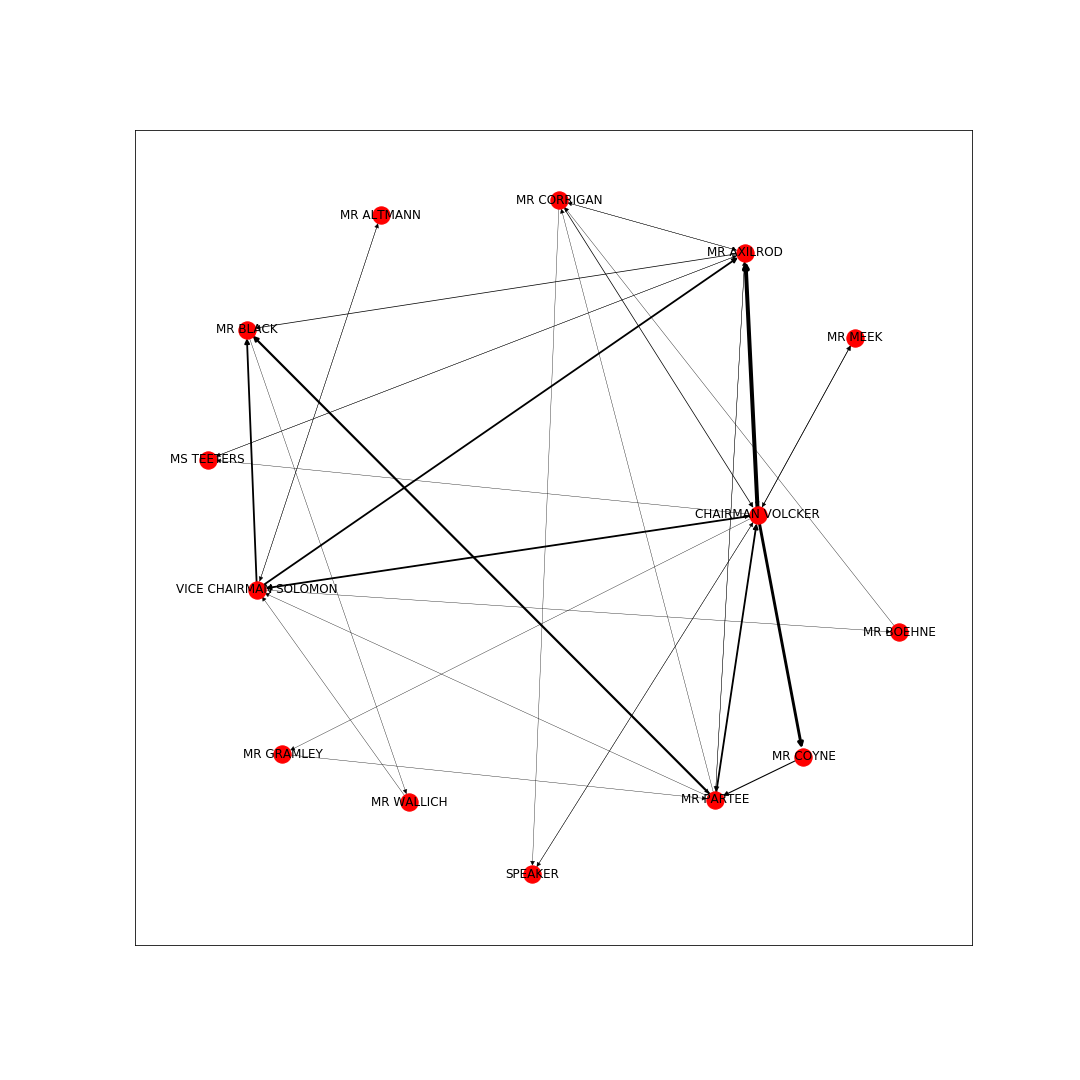 MR CORRIGAN
MR ALTMANN
MR AXILROD
MR BLACK
MR MEEK
MS TEETERS
CHAIRMAN VOLCKER
VICE CHAIRMAN SOLOMON
MR BOEHNE
MR GRAMLEY
MR COYNE
MR PARTEE
MR WALLICH
SPEAKER